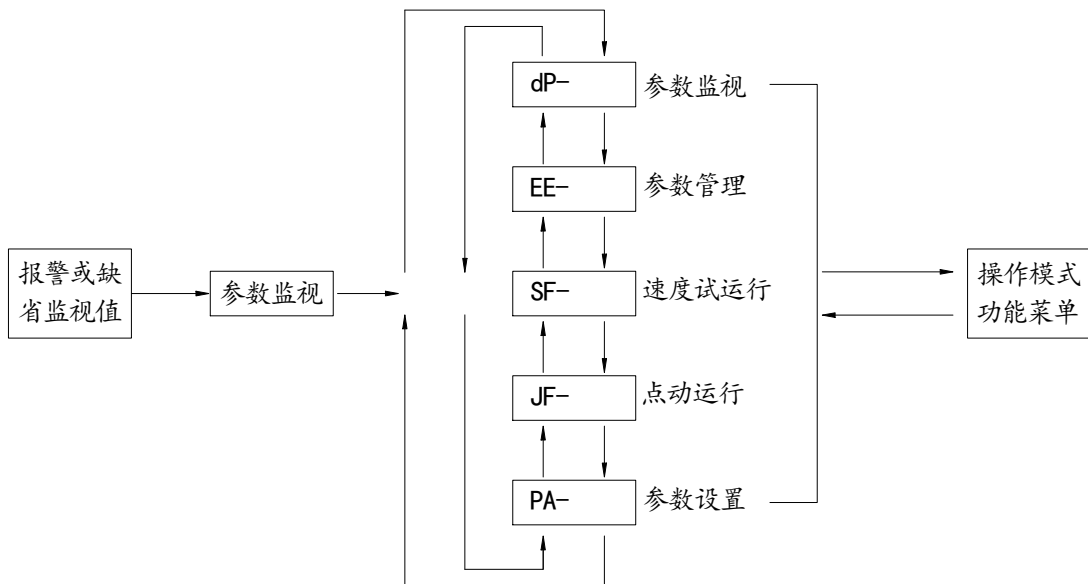 报警或缺
省监视值
参数监视
dP-
参数监视
EE-
参数管理
SF-
速度试运行
JF-
点动运行
PA-
参数设置
操作模式
功能菜单